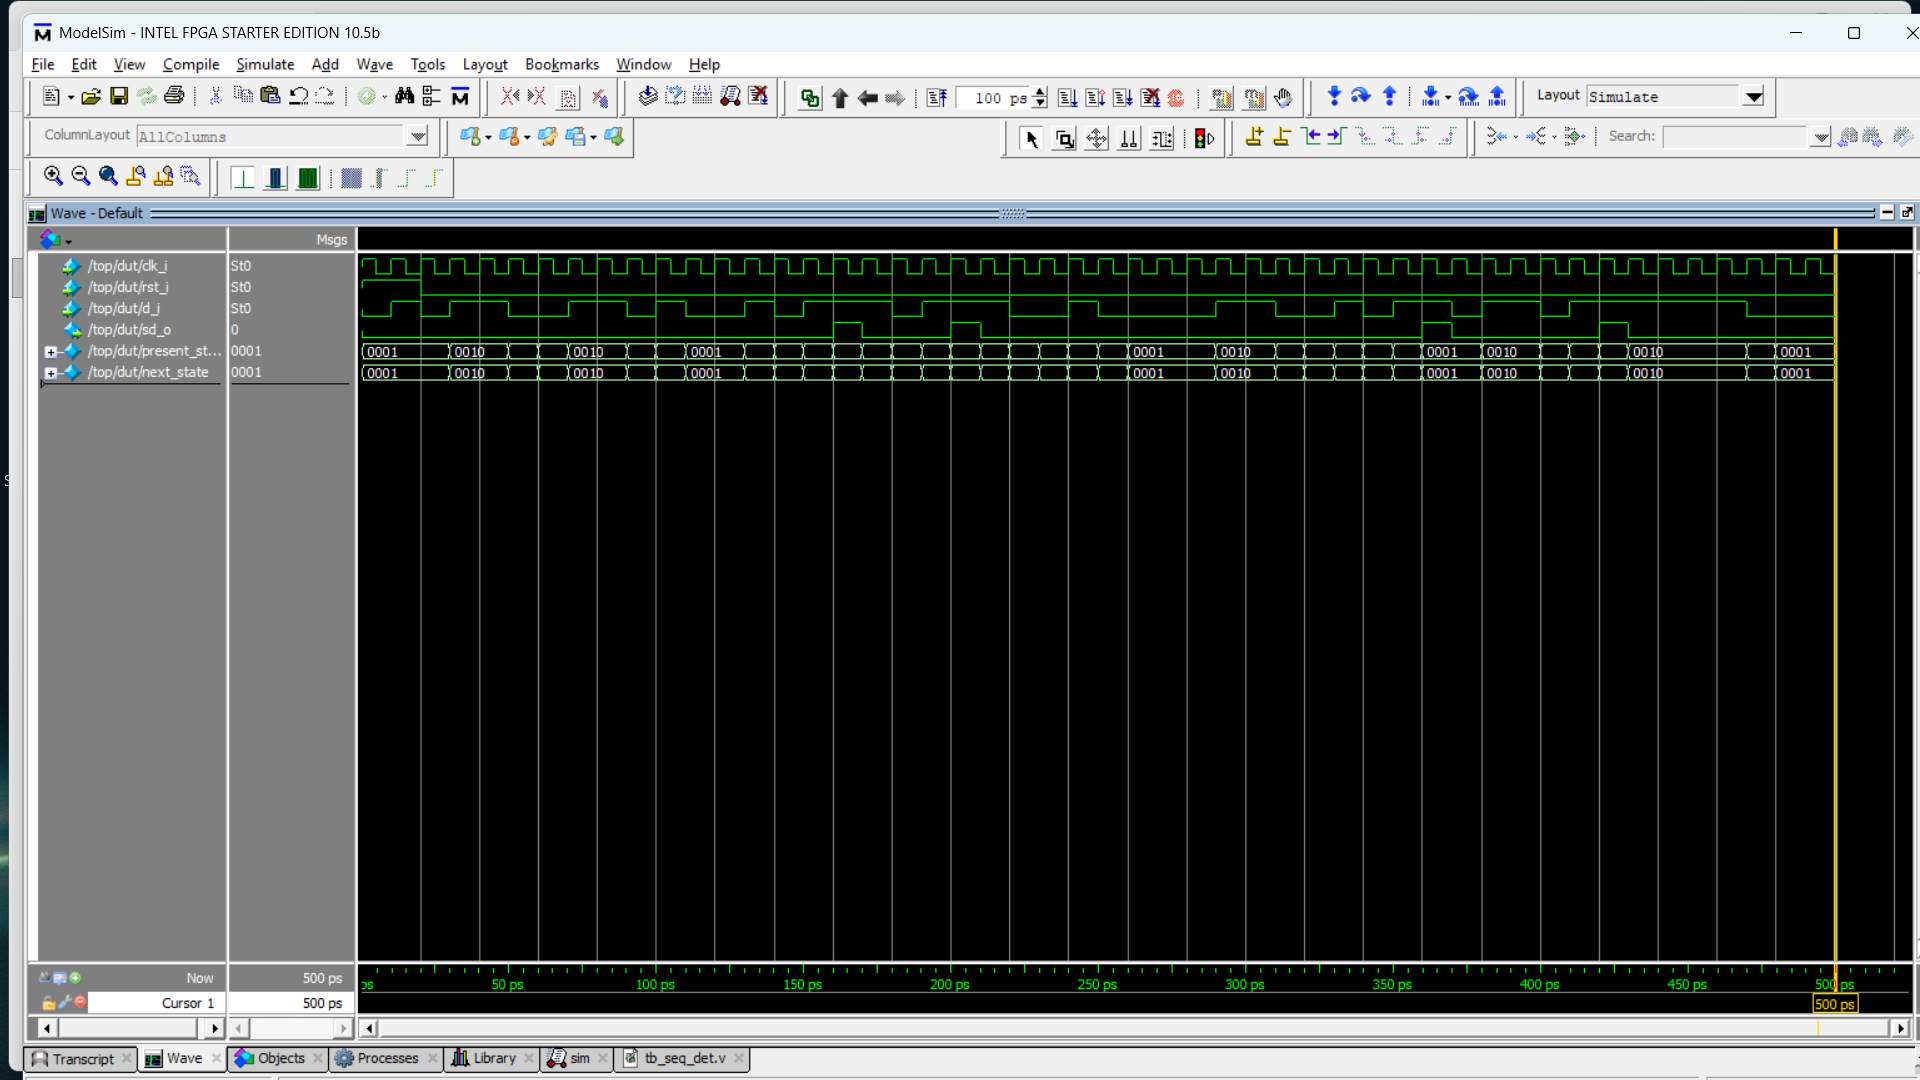 ModelSim - INTEL FPGA STARTER EDITION 10.5b
File Edit View Compile Simulate Add Wave Tools Layout Bookmarks Window Help
100 ps Layout Simulate
ColumnLayout AllColumns Search:
Wave - Default
Msgs
/top/dut/clk_i St0
/top/dut/rst_i St0
/top/dut/d_i St0
/top/dut/sd_o 0
/top/dut/present_st... 0001 0001 0010 0010 0001 0001 0010 0001 0010 0010 0001
/top/dut/next_state 0001 0001 0010 0010 0001 0001 0010 0001 0010 0010 0001
Now 500 ps ps 50 ps 100 ps 150 ps 200 ps 250 ps 300 ps 350 ps 400 ps 450 ps 500 ps
Cursor 1 500 ps 500 ps
Transcript Wave Objects Processes Library sim tb_seq_det.v